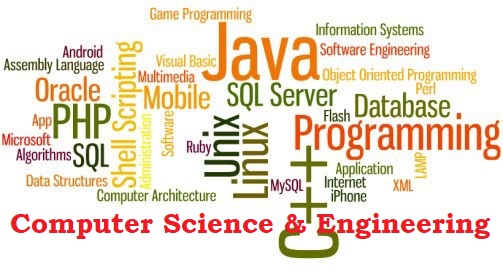 Game Programming
Information Systems
Android
Assembly Language
Visual Basic
Java
Software Engineering
Oracle
Shell Scripting
Multimedia
Object Oriented Programming
Mobile
SQL Server
Perl
App
PHP
Administration
Software
Flash
Database
Microsoft
Algorithms
SQL
Ruby
Unix
Linux
Programming
LAMP
Data Structures
Application
Computer Architecture
MySQL
Internet
iPhone
XML
C++
Computer Science & Engineering